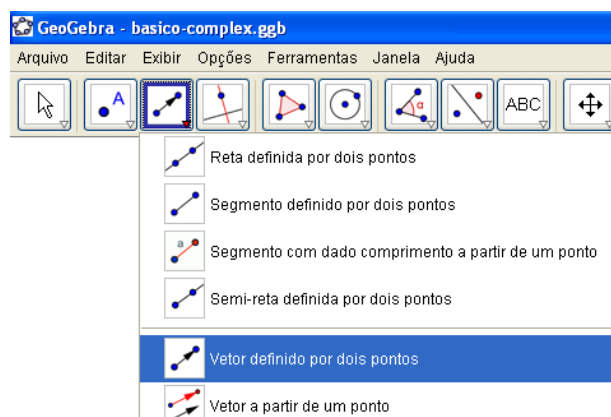 GeoGebra - basico-complex.ggb
Arquivo Editar Exibir Opções Ferramentas Janela Ajuda
A α ABC
Reta definida por dois pontos
Segmento definido por dois pontos
a Segmento com dado comprimento a partir de um ponto
Semi-reta definida por dois pontos
Vetor definido por dois pontos
Vetor a partir de um ponto